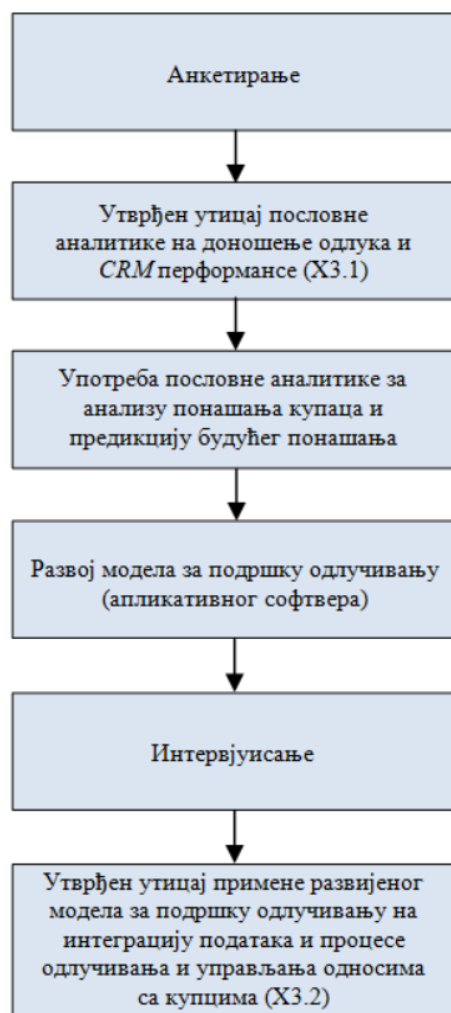 Анкетирање
Утврђен утицај пословне
аналитике на доношење одлука и
CRM перформансе (X3.1)
Употреба пословне аналитике за
анализу понашања купаца и
предикцију будућег понашања
Развој модела за подршку одлучивању
(апликативног софтвера)
Интервјуисање
Утврђен утицај примене развијеног
модела за подршку одлучивању на
интеграцију података и процесе
одлучивања и управљања односима
са купцима (X3.2)